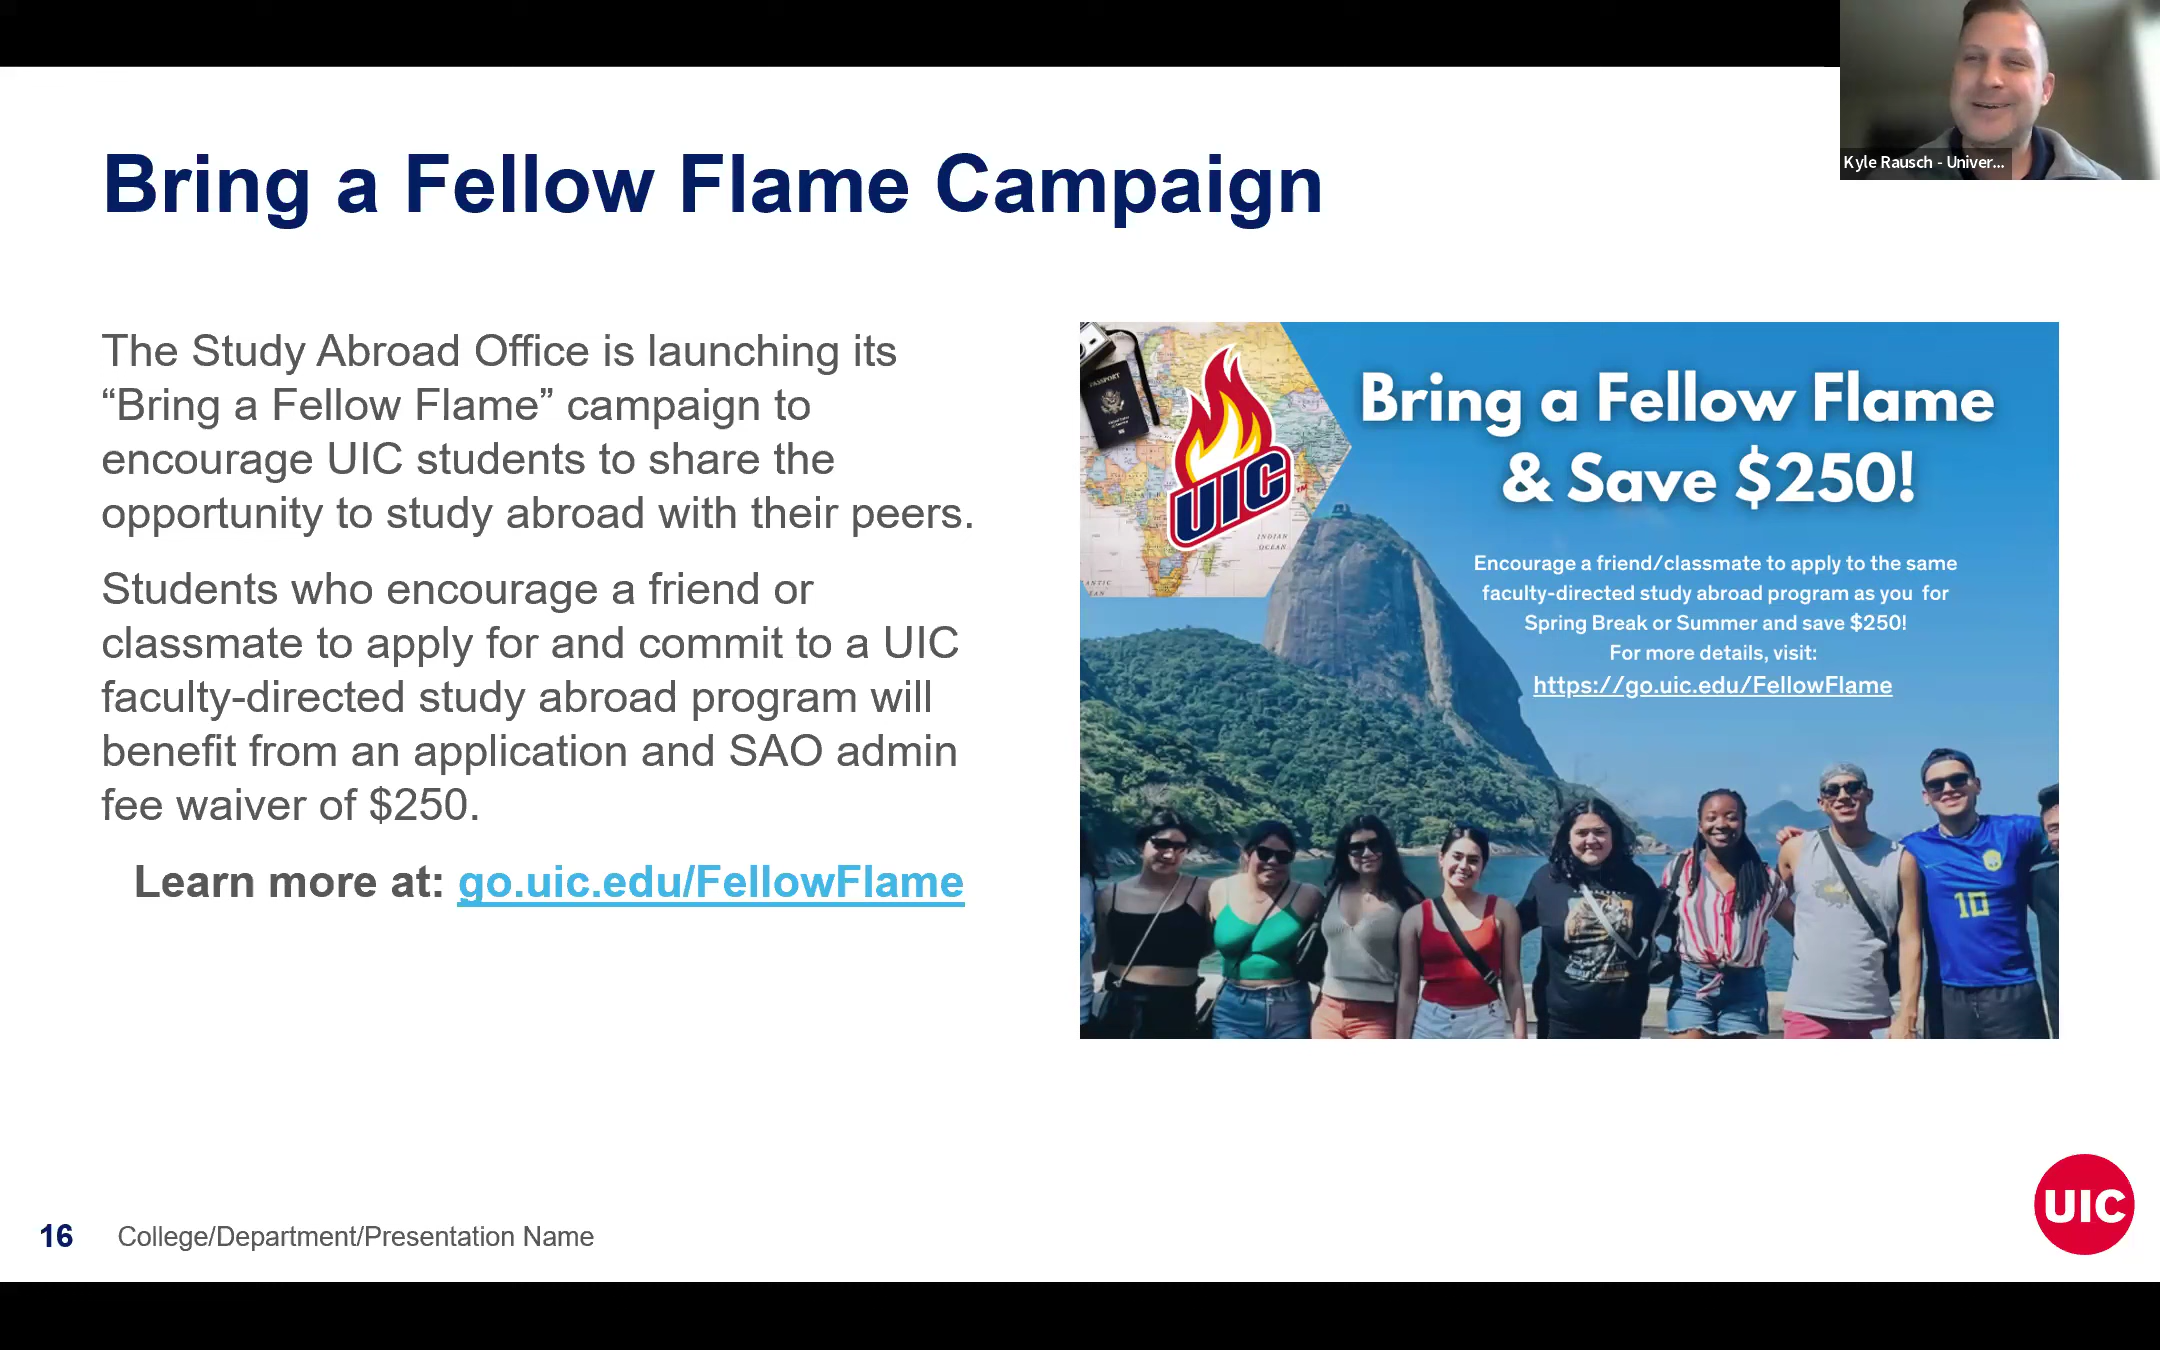 Kyle Rausch - Univer...
Bring a Fellow Flame Campaign
The Study Abroad Office is launching its
“Bring a Fellow Flame” campaign to
encourage UIC students to share the
opportunity to study abroad with their peers.
Students who encourage a friend or
classmate to apply for and commit to a UIC
faculty-directed study abroad program will
benefit from an application and SAO admin
fee waiver of $250.
Learn more at: go.uic.edu/FellowFlame
PASSPORT
UIC
INDIAN
OCEAN
Bring a Fellow Flame
& Save $250!
Encourage a friend/classmate to apply to the same
faculty-directed study abroad program as you for
Spring Break or Summer and save $250!
For more details, visit:
https://go.uic.edu/FellowFlame
10
16 College/Department/Presentation Name
UIC